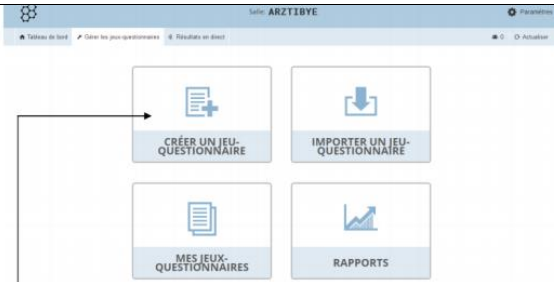 Salle: ARZTIBYE
Paramètres
Tableau de bord
Gérer les jeux-questionnaires
Résultats en direct
0
Actualiser
CRÉER UN JEU-
QUESTIONNAIRE
IMPORTER UN JEU-
QUESTIONNAIRE
MES JEUX-
QUESTIONNAIRES
RAPPORTS